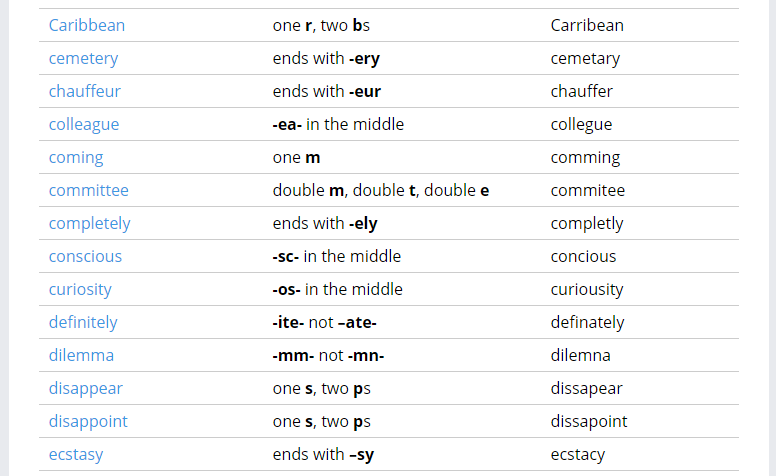 Caribbean one r, two bs Carribean
cemetery ends with -ery cemetary
chauffeur ends with -eur chauffer
colleague -ea- in the middle collegue
coming one m comming
committee double m, double t, double e commitee
completely ends with -ely completly
conscious -sc- in the middle concious
curiosity -os- in the middle curiousity
definitely -ite- not –ate- definately
dilemma -mm- not -mn- dilemna
disappear one s, two ps dissapear
disappoint one s, two ps dissapoint
ecstasy ends with –sy ecstacy